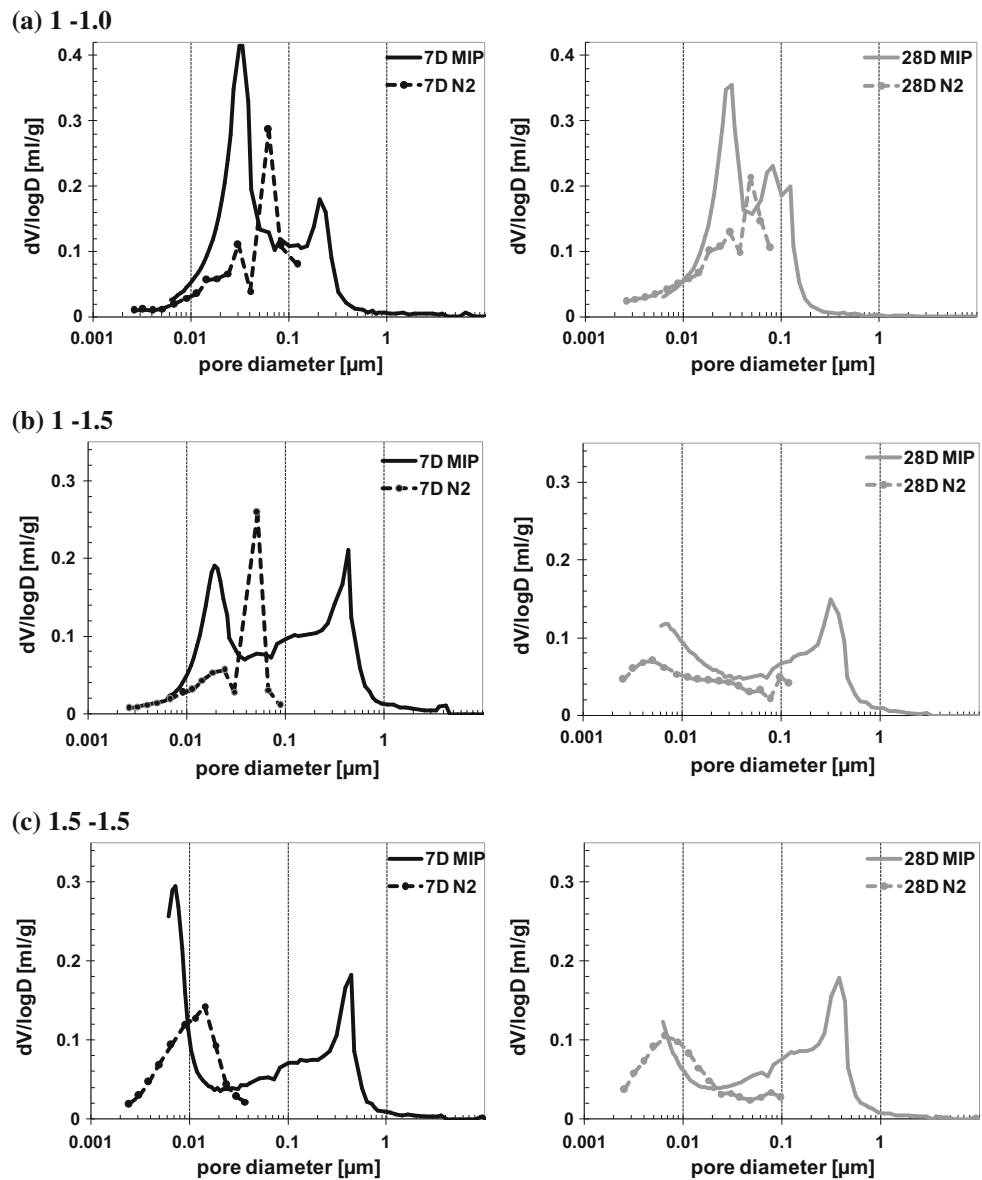 (a) 1 -1.0
7D MIP
7D N2
0.4
0.3
0.2
0.1
0
dV/logD [ml/g]
0.001
0.01
0.1
1
pore diameter [µm]
28D MIP
28D N2
0.4
0.3
0.2
0.1
0
dV/logD [ml/g]
0.001
0.01
0.1
1
pore diameter [µm]
(b) 1 -1.5
7D MIP
7D N2
0.3
0.2
0.1
0
dV/logD [ml/g]
0.001
0.01
0.1
1
pore diameter [µm]
28D MIP
28D N2
0.3
0.2
0.1
0
dV/logD [ml/g]
0.001
0.01
0.1
1
pore diameter [µm]
(c) 1.5 -1.5
7D MIP
7D N2
0.3
0.2
0.1
0
dV/logD [ml/g]
0.001
0.01
0.1
1
pore diameter [µm]
28D MIP
28D N2
0.3
0.2
0.1
0
dV/logD [ml/g]
0.001
0.01
0.1
1
pore diameter [µm]